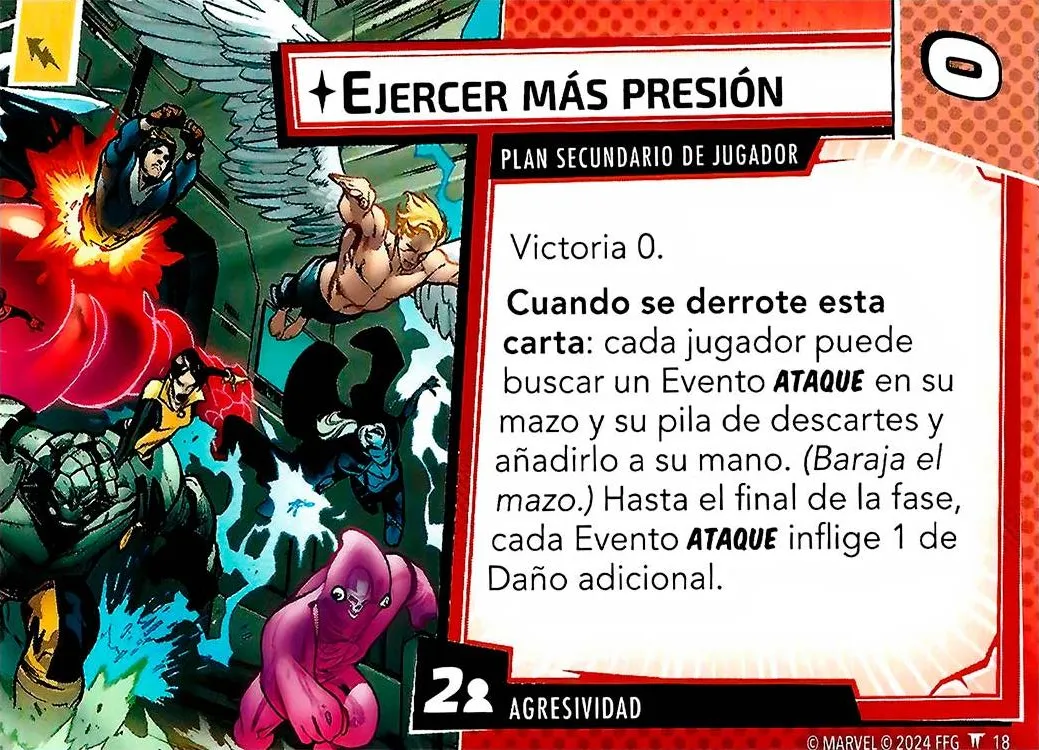 EJERCER MÁS PRESIÓN
0
PLAN SECUNDARIO DE JUGADOR
Victoria 0.
Cuando se derrote esta
carta: cada jugador puede
buscar un Evento ATAQUE en su
mazo y su pila de descartes y
añadirlo a su mano. (Baraja el
mazo.) Hasta el final de la fase,
cada Evento ATAQUE inflige 1 de
Daño adicional.
2
AGRESIVIDAD
© MARVEL © 2024 FFG 18